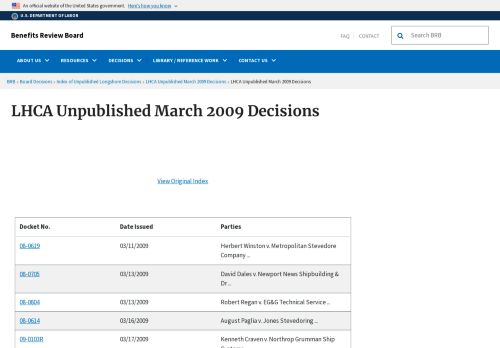 An official website of the United States government. Here's how you know
U.S. DEPARTMENT OF LABOR
Benefits Review Board
FAQ CONTACT
Search BRB
ABOUT US RESOURCES DECISIONS LIBRARY / REFERENCE WORK CONTACT US
BRB › Board Decisions › Index of Unpublished Longshore Decisions › LHCA Unpublished March 2009 Decisions › LHCA Unpublished March 2009 Decisions
LHCA Unpublished March 2009 Decisions
View Original Index
Docket No. Date Issued Parties
08-0619 03/11/2009 Herbert Winston v. Metropolitan Stevedore
Company ...
08-0705 03/13/2009 David Dales v. Newport News Shipbuilding &
Dr ...
08-0804 03/13/2009 Robert Regan v. EG&G Technical Service ...
08-0614 03/16/2009 August Paglia v. Jones Stevedoring ...
09-0103R 03/17/2009 Kenneth Craven v. Northrop Grumman Ship